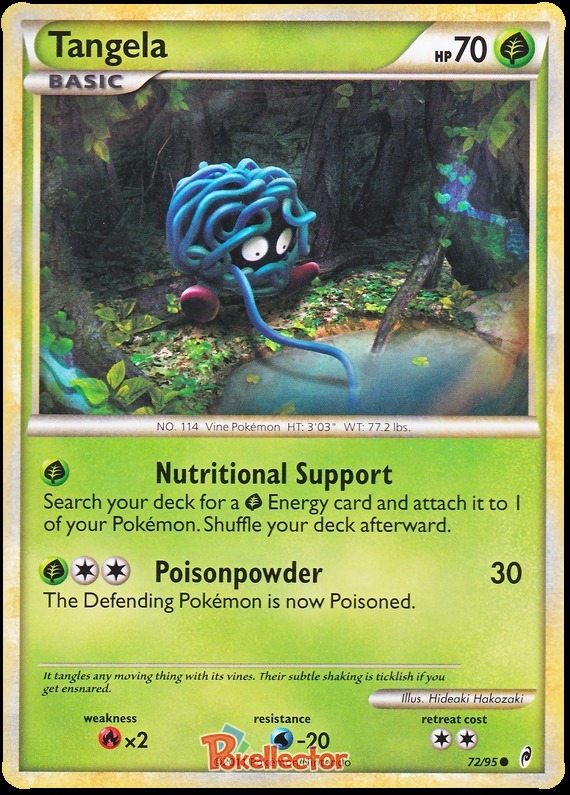 Tangela
HP 70
BASIC
NO. 114 Vine Pokémon HT: 3'03" WT: 77.2 lbs.
Nutritional Support
Search your deck for a Energy card and attach it to 1
of your Pokémon. Shuffle your deck afterward.
Poisonpowder 30
The Defending Pokémon is now Poisoned.
It tangles any moving thing with its vines. Their subtle shaking is ticklish if you
get ensnared.
Illus. Hideaki Hakozaki
weakness resistance retreat cost
×2 -20
Pokellector
72/95